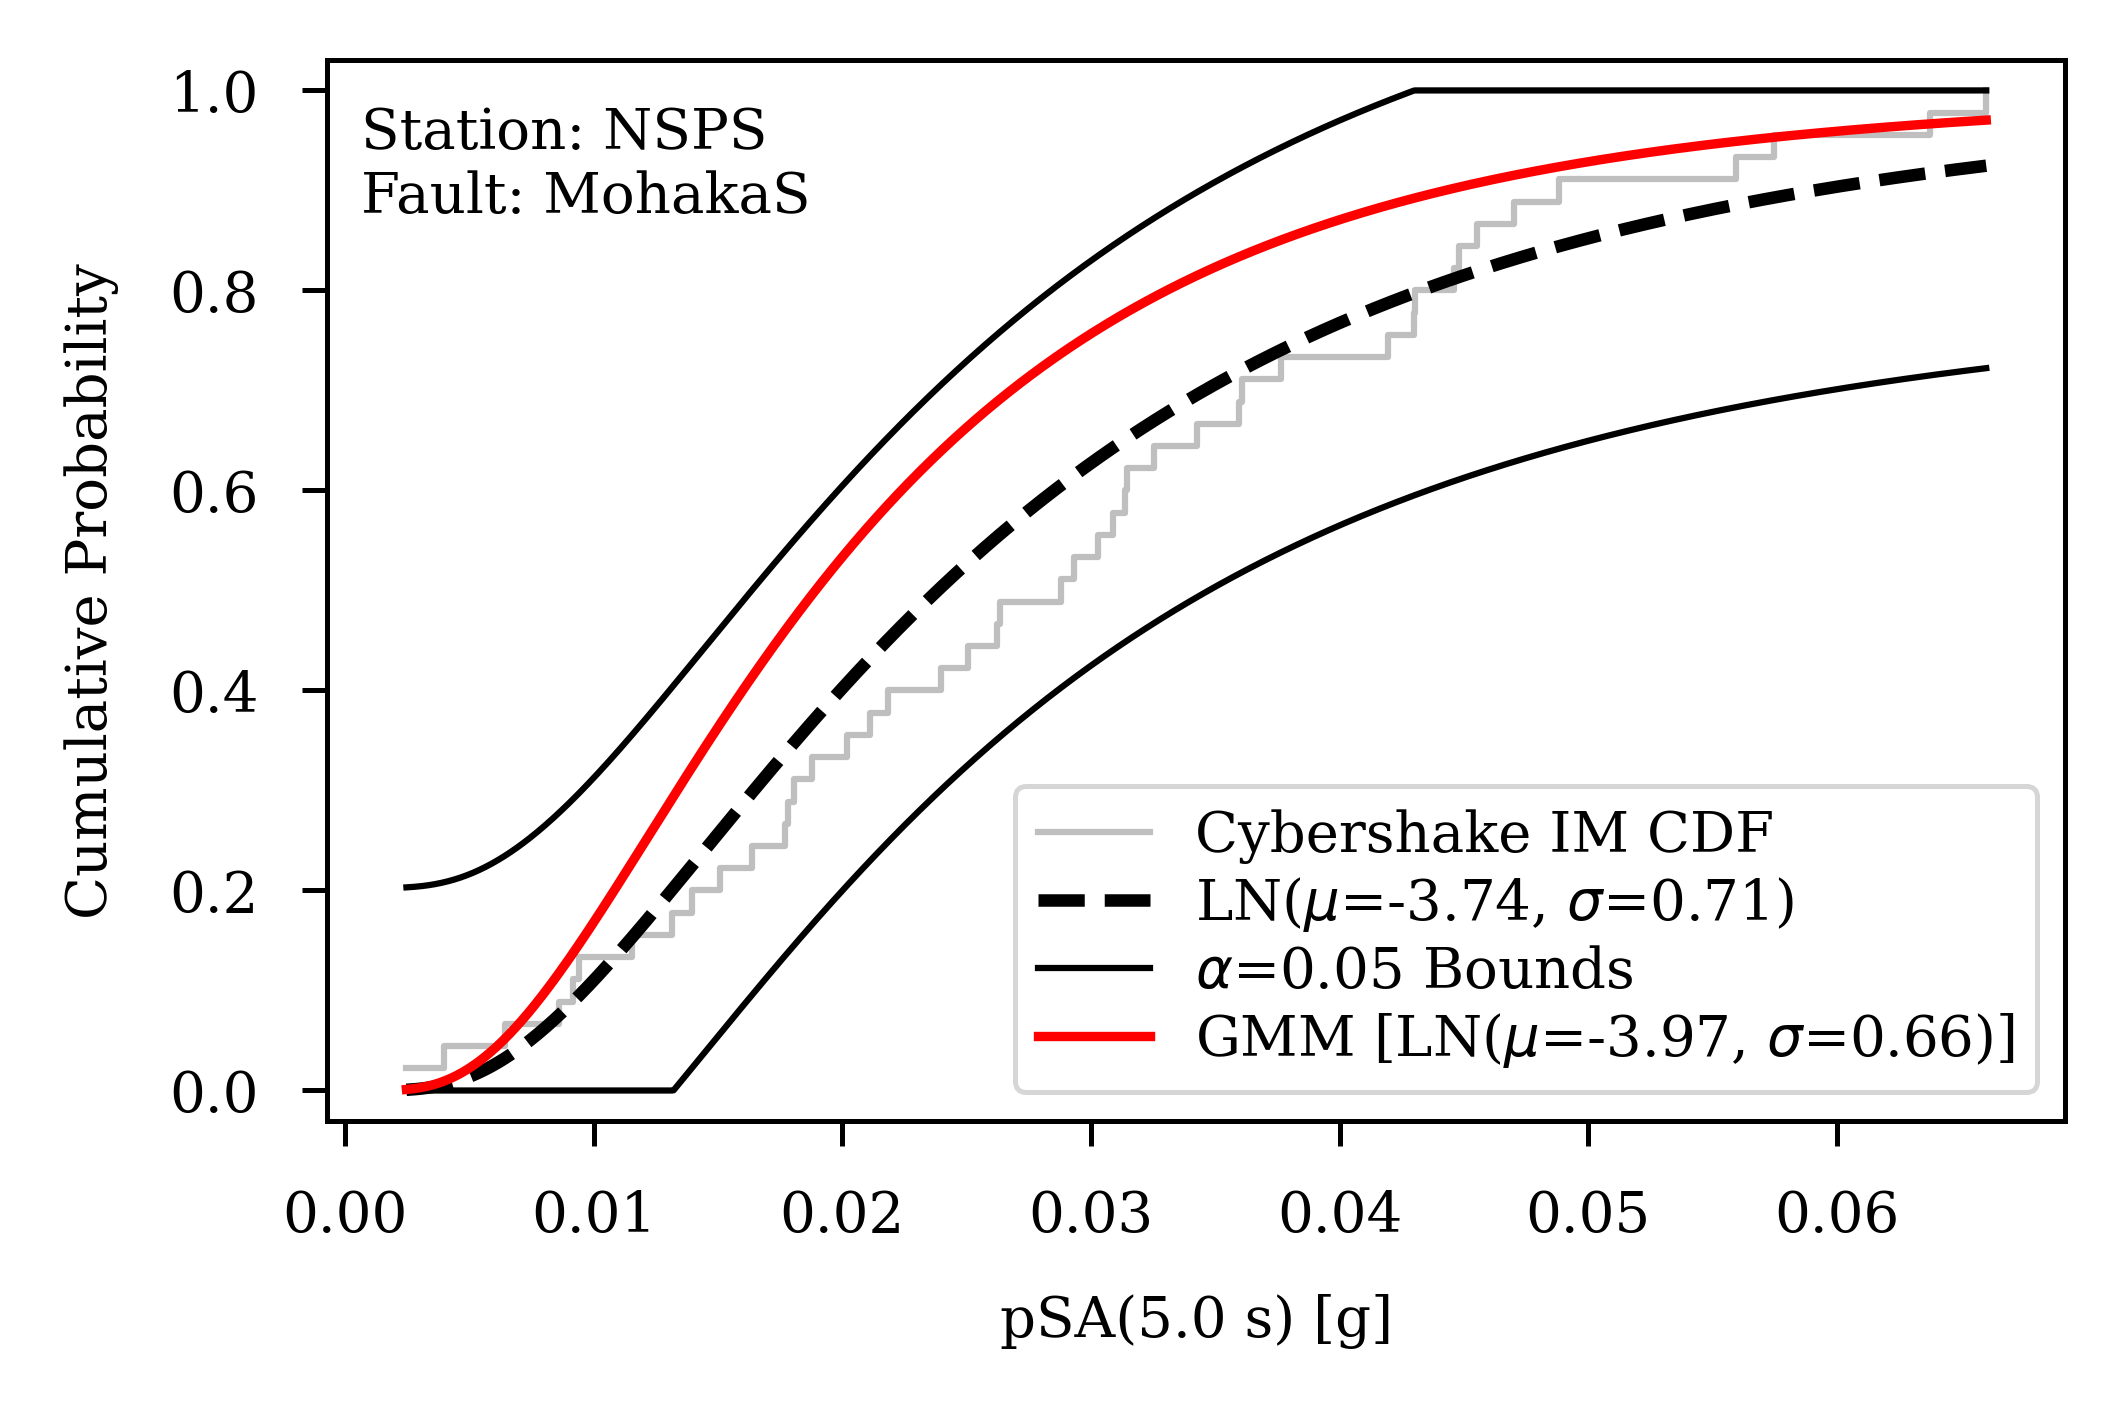 Station: NSPS
Fault: MohakaS
Cumulative Probability
1.0
0.8
0.6
0.4
0.2
0.0
Cybershake IM CDF
LN(μ=-3.74, σ=0.71)
α=0.05 Bounds
GMM [LN(μ=-3.97, σ=0.66)]
0.00 0.01 0.02 0.03 0.04 0.05 0.06
pSA(5.0 s) [g]